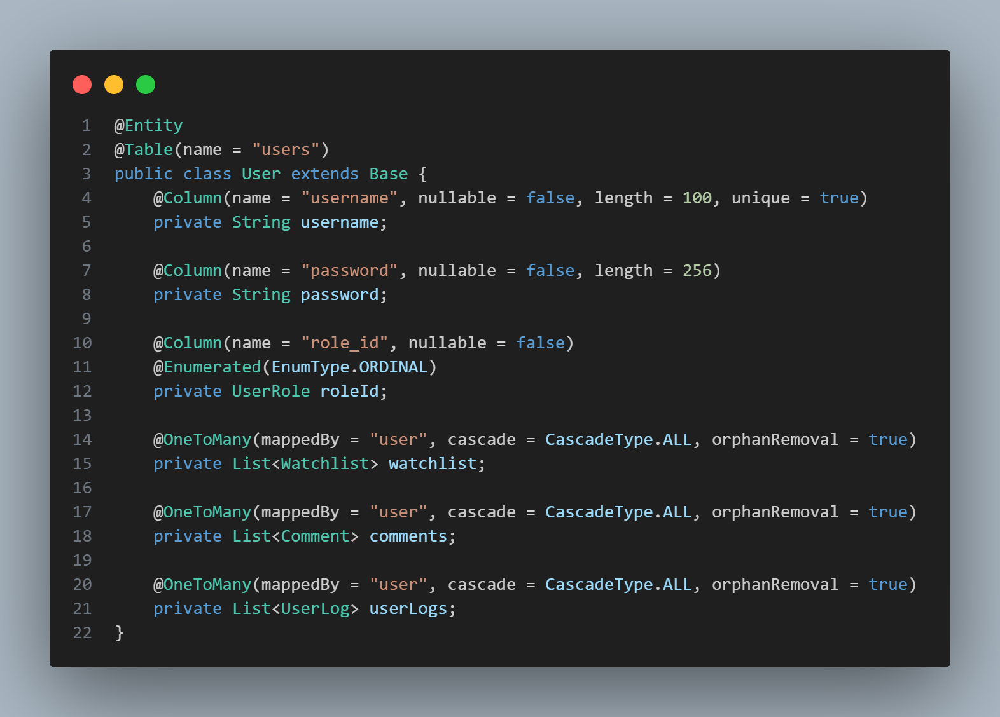 1 @Entity
2 @Table(name = "users")
3 public class User extends Base {
4     @Column(name = "username", nullable = false, length = 100, unique = true)
5     private String username;
6
7     @Column(name = "password", nullable = false, length = 256)
8     private String password;
9
10     @Column(name = "role_id", nullable = false)
11     @Enumerated(EnumType.ORDINAL)
12     private UserRole roleId;
13
14     @OneToMany(mappedBy = "user", cascade = CascadeType.ALL, orphanRemoval = true)
15     private List<Watchlist> watchlist;
16
17     @OneToMany(mappedBy = "user", cascade = CascadeType.ALL, orphanRemoval = true)
18     private List<Comment> comments;
19
20     @OneToMany(mappedBy = "user", cascade = CascadeType.ALL, orphanRemoval = true)
21     private List<UserLog> userLogs;
22 }